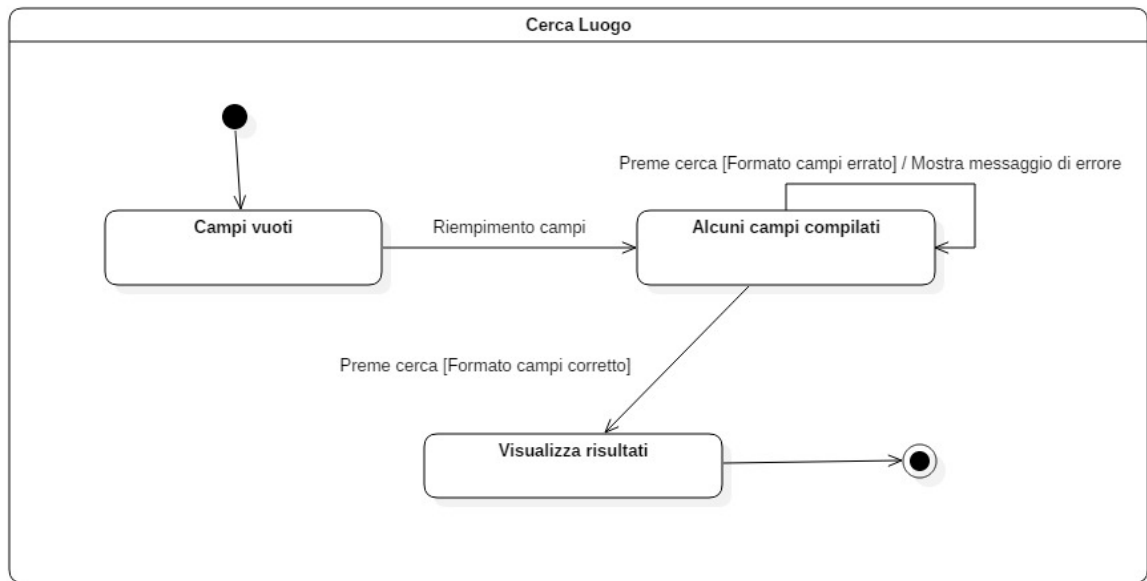 Cerca Luogo
Preme cerca [Formato campi errato] / Mostra messaggio di errore
Campi vuoti
Riempimento campi
Alcuni campi compilati
Preme cerca [Formato campi corretto]
Visualizza risultati